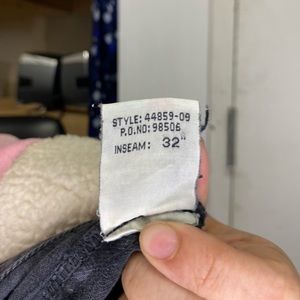 STYLE: 44859-09
P.O.NO: 98506
INSEAM: 32"